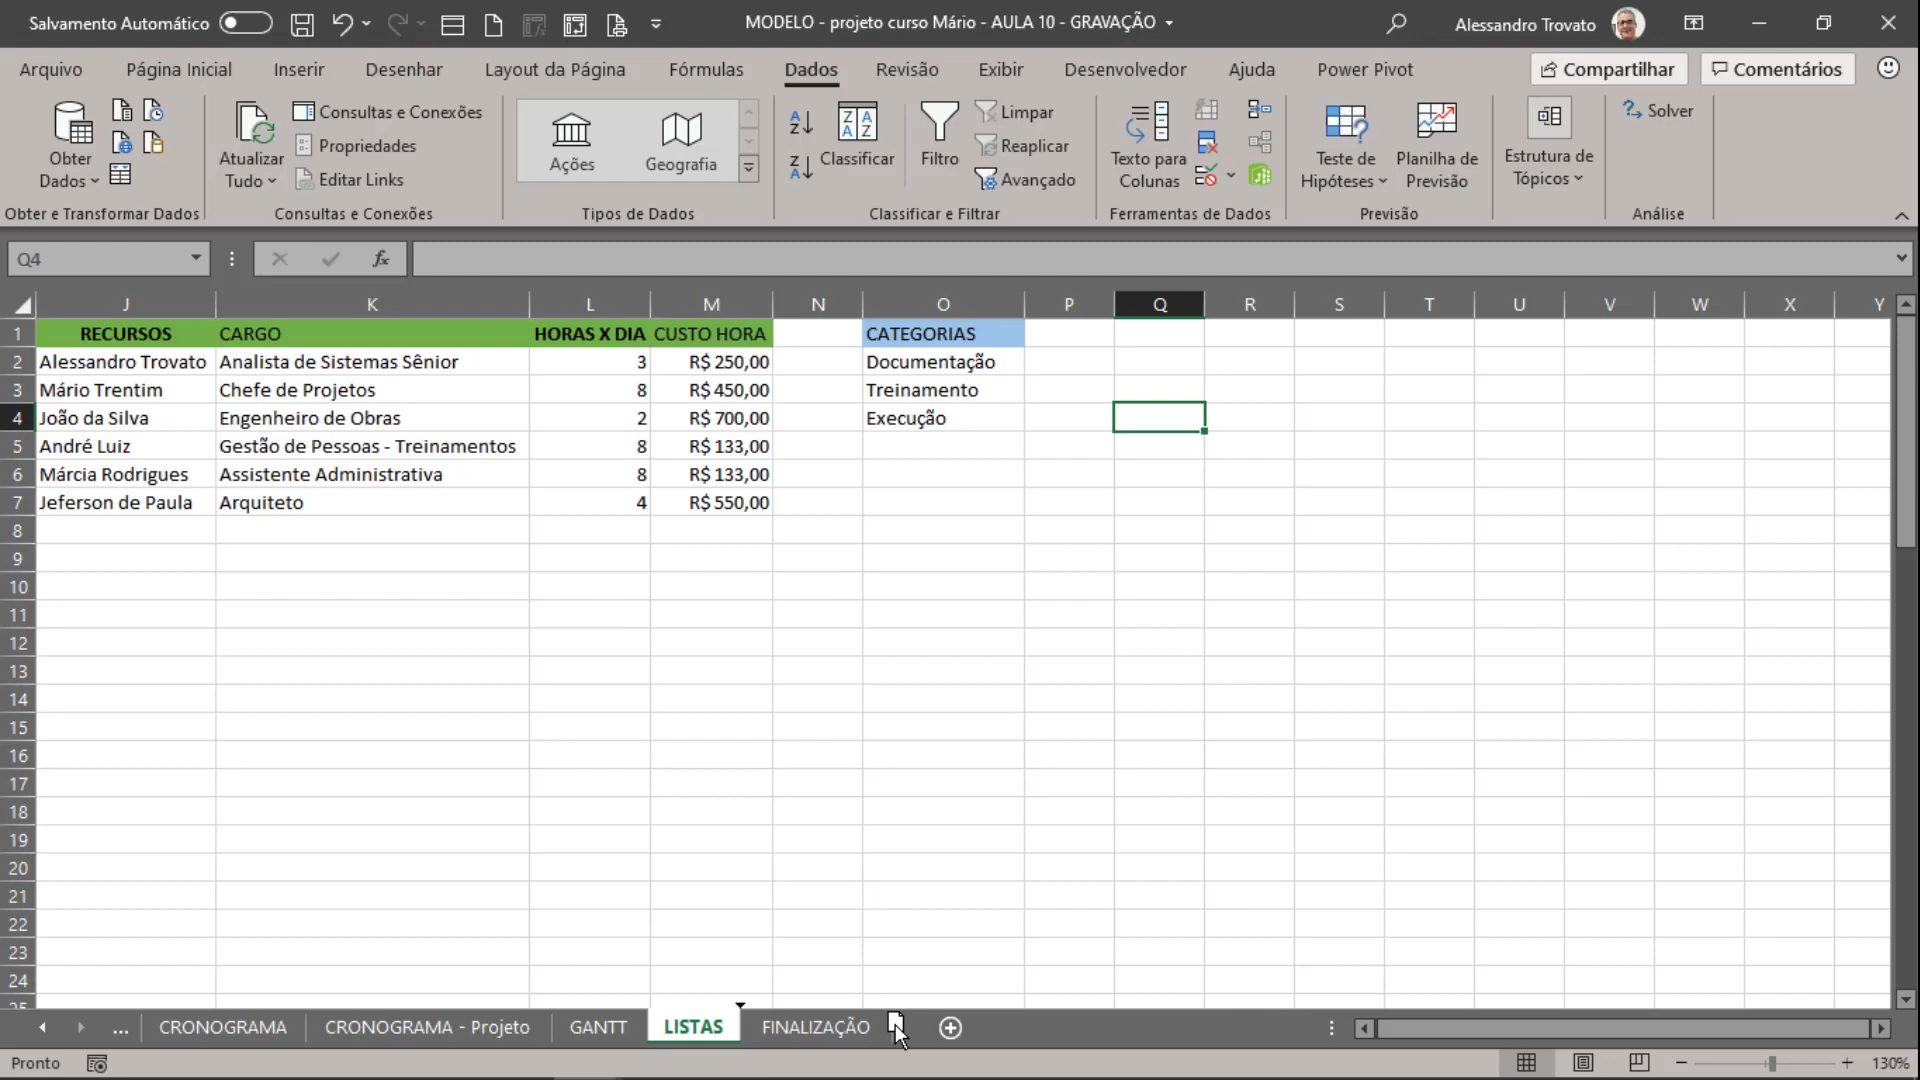 Salvamento Automático
MODELO - projeto curso Mário - AULA 10 - GRAVAÇÃO
Alessandro Trovato
Arquivo Página Inicial Inserir Desenhar Layout da Página Fórmulas Dados Revisão Exibir Desenvolvedor Ajuda Power Pivot Compartilhar Comentários
Obter Dados
Obter e Transformar Dados
Atualizar Tudo
Consultas e Conexões
Propriedades
Editar Links
Consultas e Conexões
Ações Geografia
Tipos de Dados
Classificar
Filtro
Limpar
Reaplicar
Avançado
Classificar e Filtrar
Texto para Colunas
Ferramentas de Dados
Teste de Hipóteses
Planilha de Previsão
Previsão
Estrutura de Tópicos
Solver
Análise
Q4 fx
J K L M N O P Q R S T U V W X Y
1 RECURSOS CARGO HORAS X DIA CUSTO HORA CATEGORIAS
2 Alessandro Trovato Analista de Sistemas Sênior 3 R$ 250,00 Documentação
3 Mário Trentim Chefe de Projetos 8 R$ 450,00 Treinamento
4 João da Silva Engenheiro de Obras 2 R$ 700,00 Execução
5 André Luiz Gestão de Pessoas - Treinamentos 8 R$ 133,00
6 Márcia Rodrigues Assistente Administrativa 8 R$ 133,00
7 Jeferson de Paula Arquiteto 4 R$ 550,00
8
9
10
11
12
13
14
15
16
17
18
19
20
21
22
23
24
25
... CRONOGRAMA CRONOGRAMA - Projeto GANTT LISTAS FINALIZAÇÃO
Pronto 130%